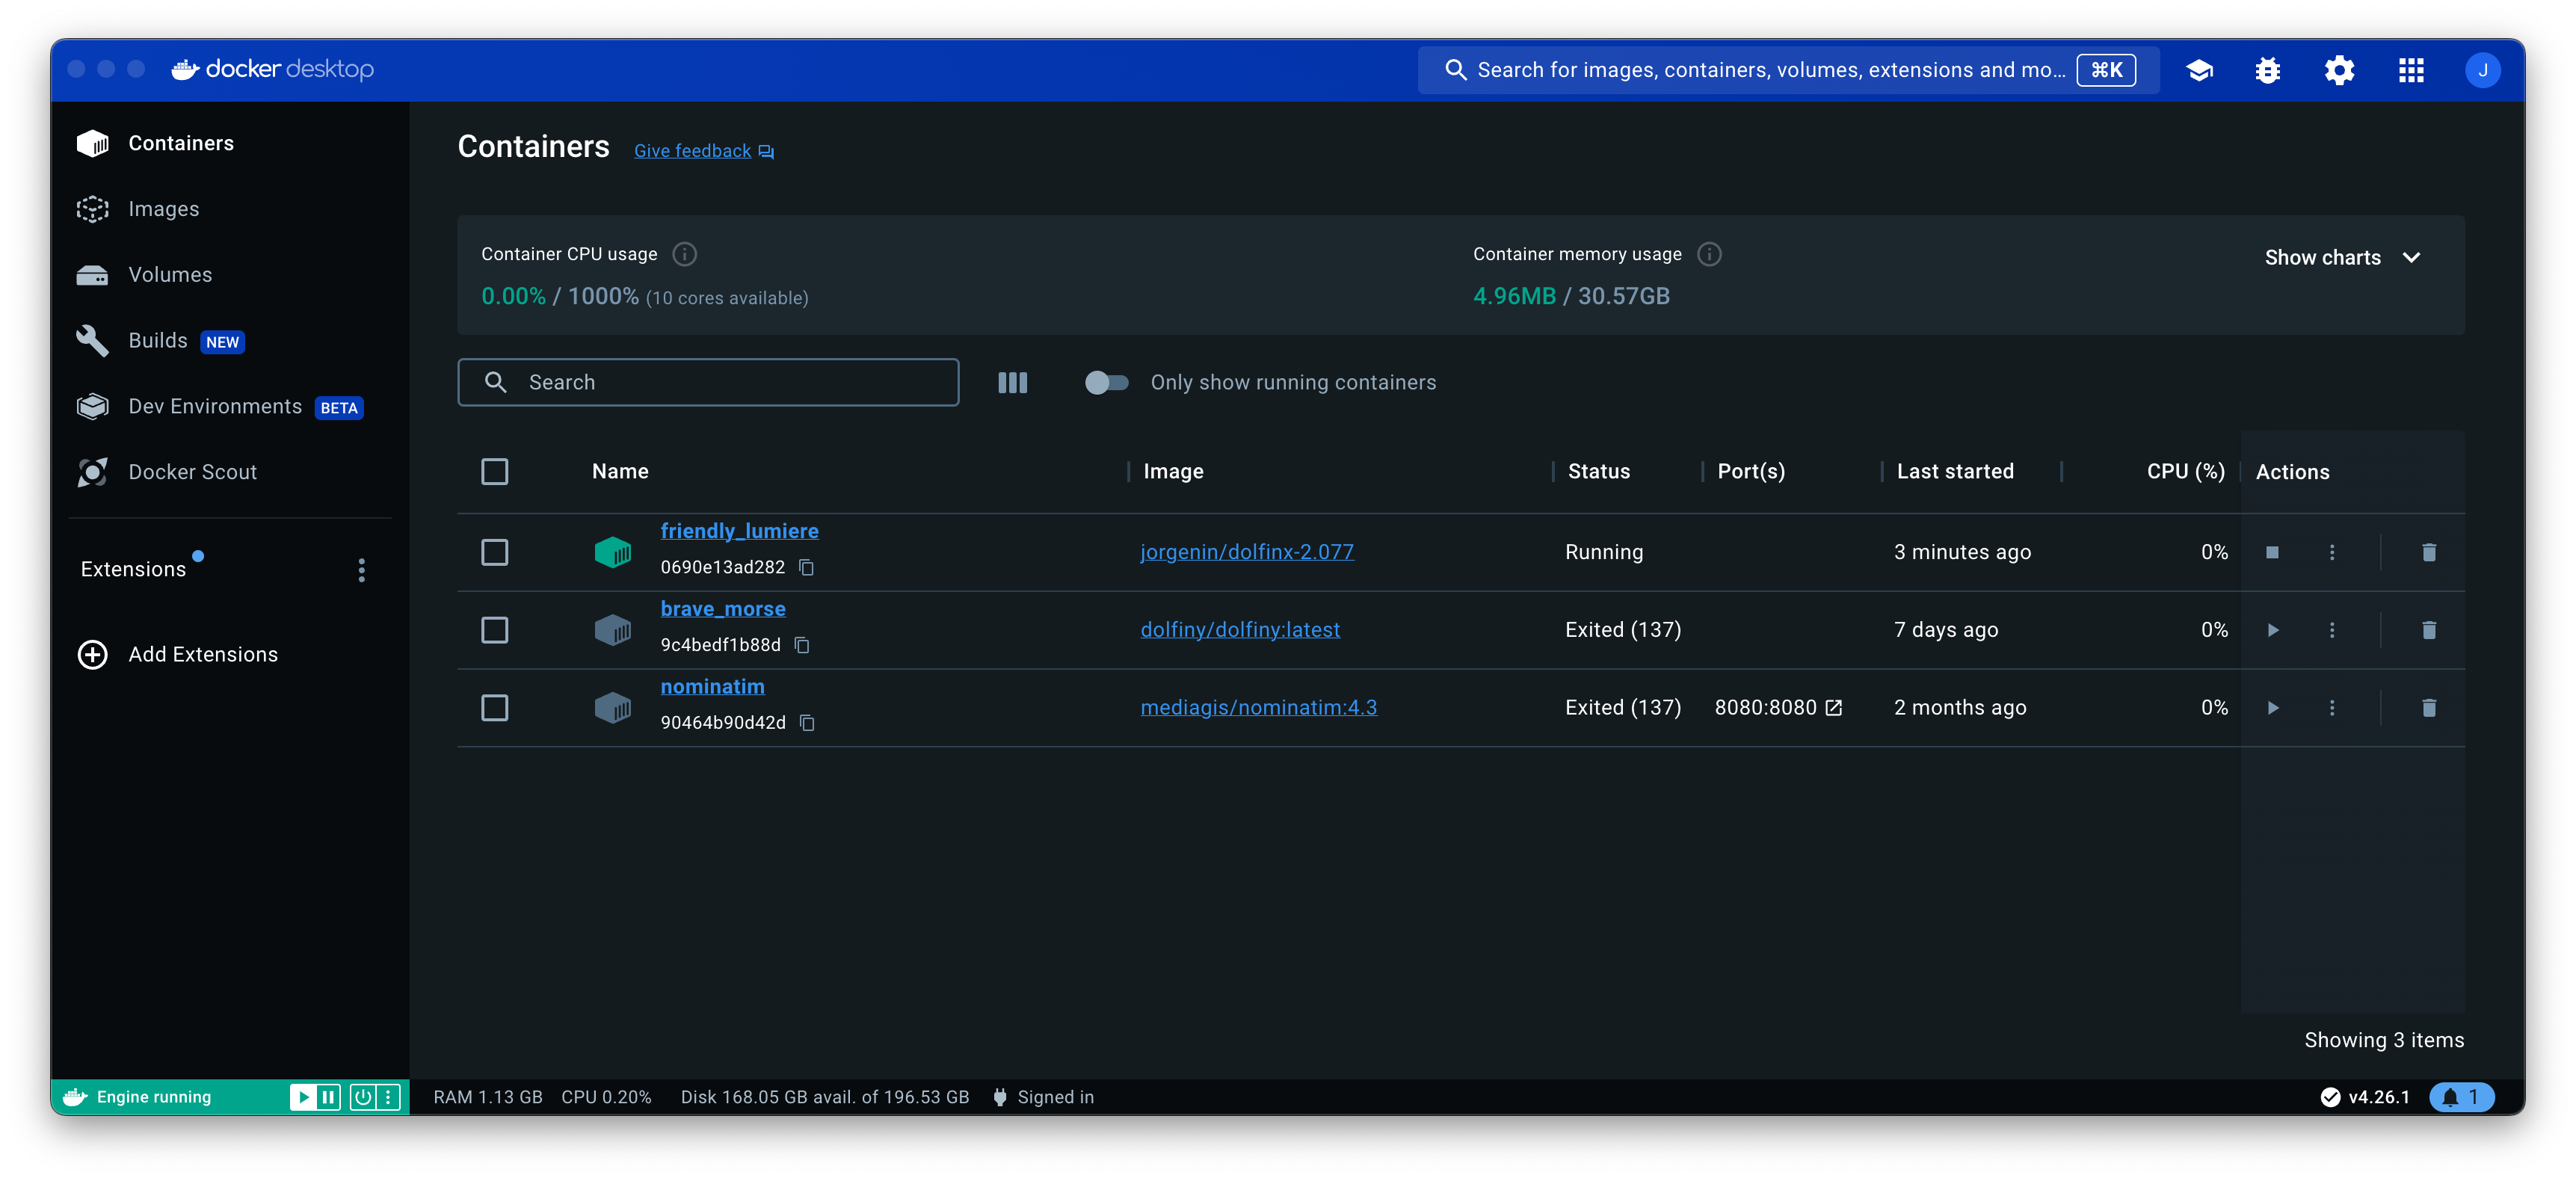 docker desktop
Search for images, containers, volumes, extensions and mo... ⌘K
J
Containers
Images
Volumes
Builds NEW
Dev Environments BETA
Docker Scout
Extensions
Add Extensions
Containers Give feedback
Container CPU usage
0.00% / 1000% (10 cores available)
Container memory usage
4.96MB / 30.57GB
Show charts
Search
Only show running containers
Name Image Status Port(s) Last started CPU (%) Actions
friendly_lumiere
0690e13ad282
jorgenin/dolfinx-2.077 Running 3 minutes ago 0%
brave_morse
9c4bedf1b88d
dolfiny/dolfiny:latest Exited (137) 7 days ago 0%
nominatim
90464b90d42d
mediagis/nominatim:4.3 Exited (137) 8080:8080 2 months ago 0%
Showing 3 items
Engine running
RAM 1.13 GB CPU 0.20% Disk 168.05 GB avail. of 196.53 GB Signed in
v4.26.1
1